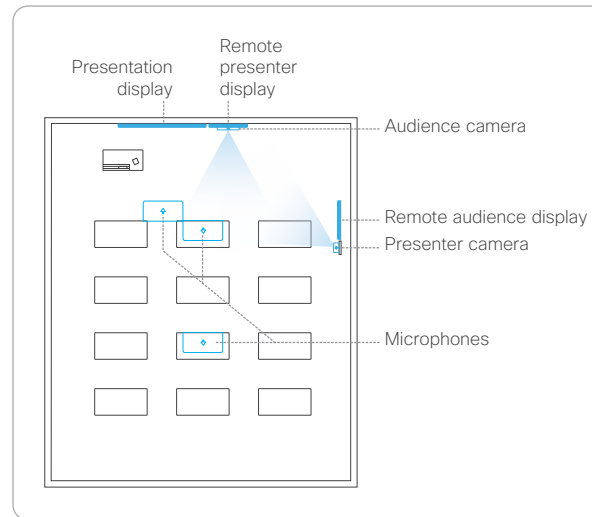 Presentation
display
Remote
presenter
display
Audience camera
Remote audience display
Presenter camera
Microphones